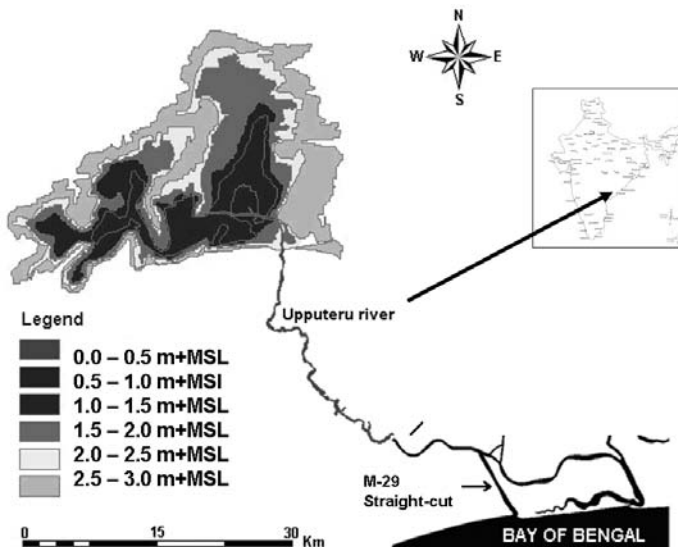 N
W E
S
Upputeru river
Legend
0.0 – 0.5 m+MSL
0.5 – 1.0 m+MSI
1.0 – 1.5 m+MSL
1.5 – 2.0 m+MSL
2.0 – 2.5 m+MSL
2.5 – 3.0 m+MSL
M-29
Straight-cut
0 15 30
Km
BAY OF BENGAL